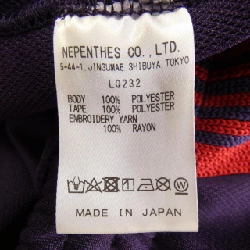 NEPENTHES CO., LTD.
5-44-1, JINGUMAE SHIBUYA, TOKYO
LQ232
BODY 100% POLYESTER
TAPE 100% POLYESTER
EMBROIDERY YARN
100% RAYON
MADE IN JAPAN